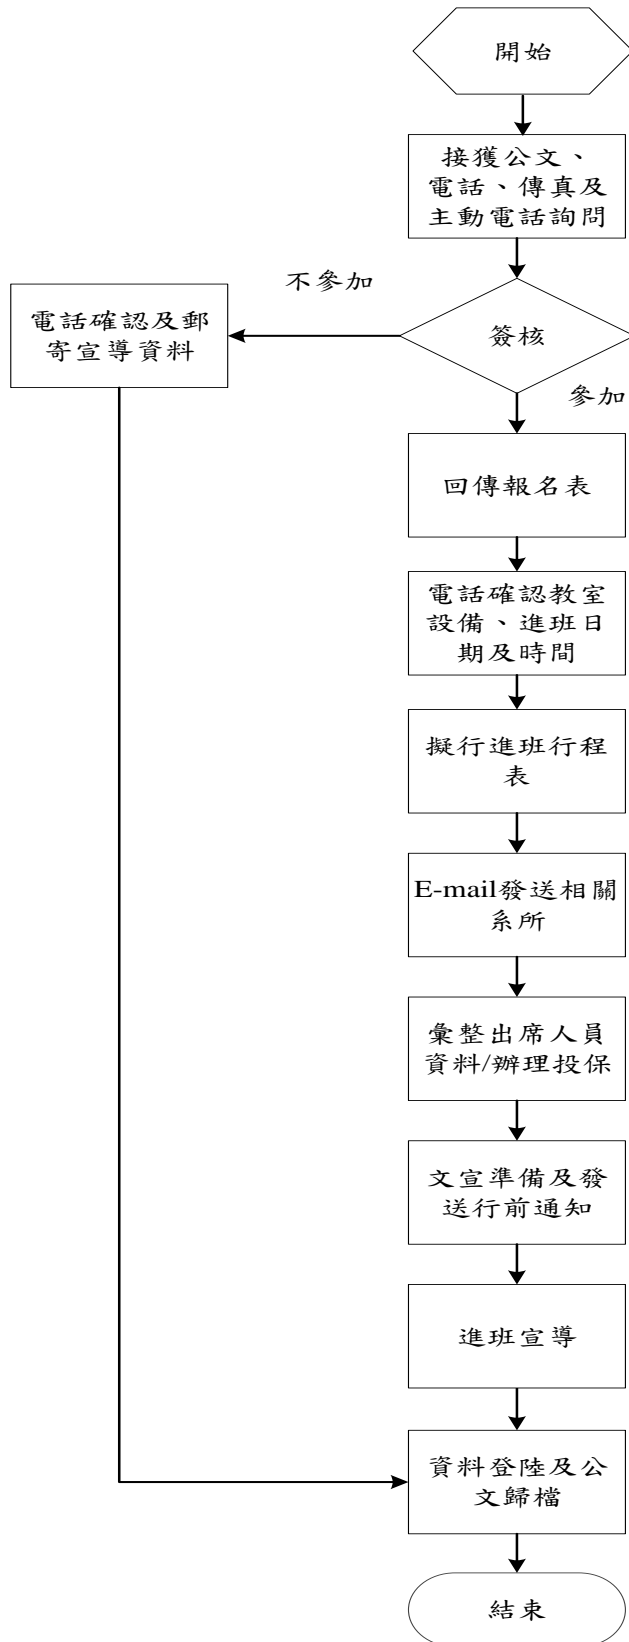 開始
接獲公文、
電話、傳真及
主動電話詢問
不參加
電話確認及郵
寄宣導資料
簽核
參加
回傳報名表
電話確認教室
設備、進班日
期及時間
擬行進班行程
表
E-mail發送相關
系所
彙整出席人員
資料/辦理投保
文宣準備及發
送行前通知
進班宣導
資料登陸及公
文歸檔
結束